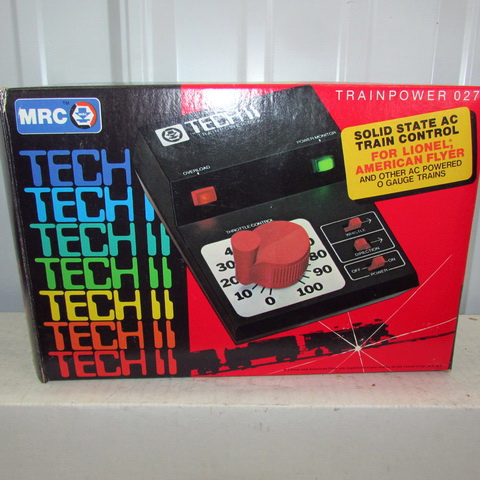 MRC
TRAINPOWER 027
SOLID STATE AC
TRAIN CONTROL
FOR LIONEL,
AMERICAN FLYER
AND OTHER AC POWERED
O GAUGE TRAINS
TECH
TECH II
TECH II
TECH II
TECH II
TECH II
TECH II
TECH II
OVERLOAD
POWER MONITOR
THROTTLE CONTROL
WHISTLE
DIRECTION
OFF ON
POWER
40
30
20
10
0
100
90
80